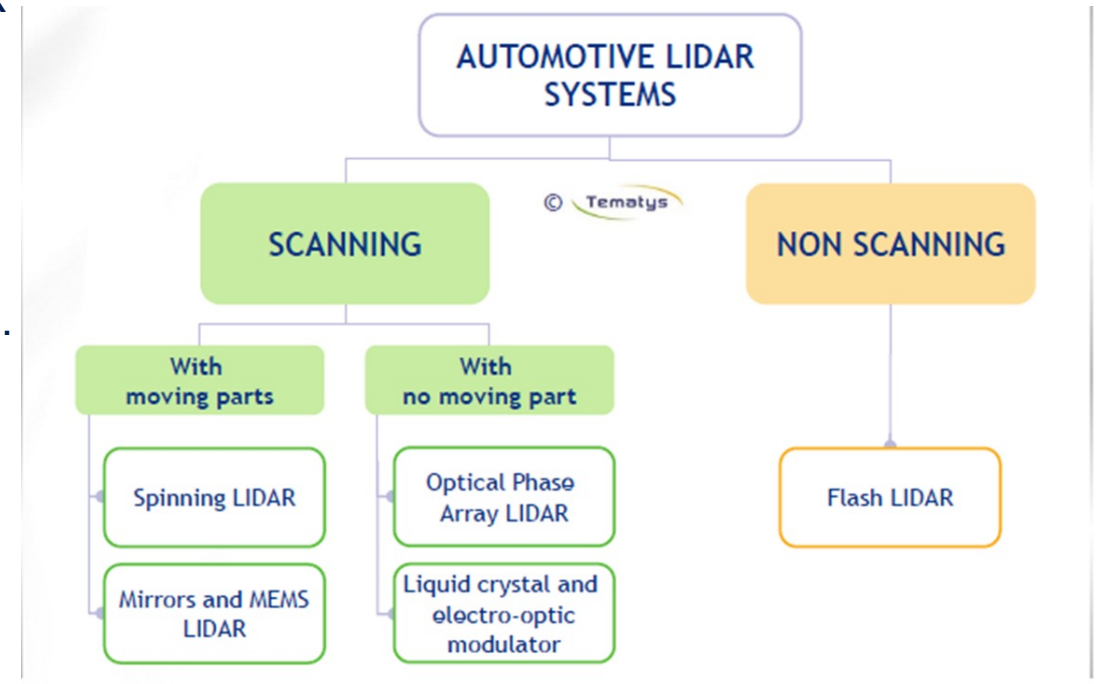 AUTOMOTIVE LIDAR
SYSTEMS
© Tematys
SCANNING
NON SCANNING
With
moving parts
With
no moving part
Spinning LIDAR
Optical Phase
Array LIDAR
Flash LIDAR
Mirrors and MEMS
LIDAR
Liquid crystal and
electro-optic
modulator